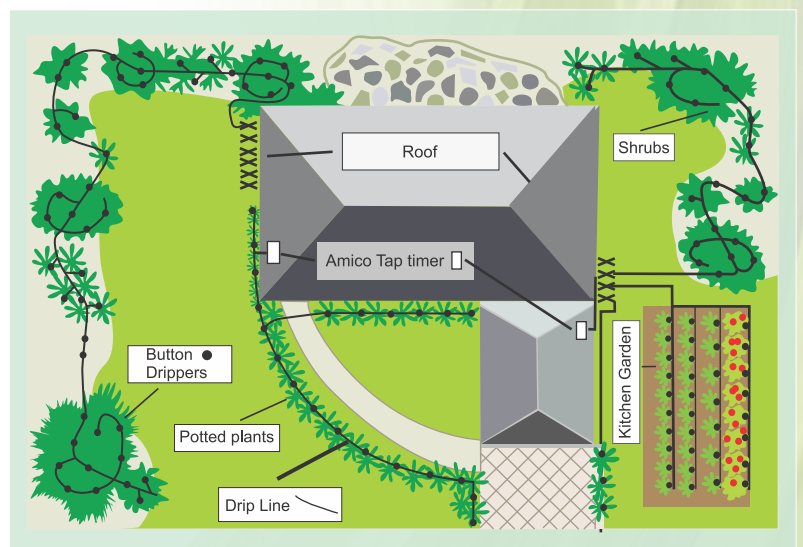 Roof
Shrubs
Amico Tap timer
Button
Drippers
Kitchen Garden
Potted plants
Drip Line